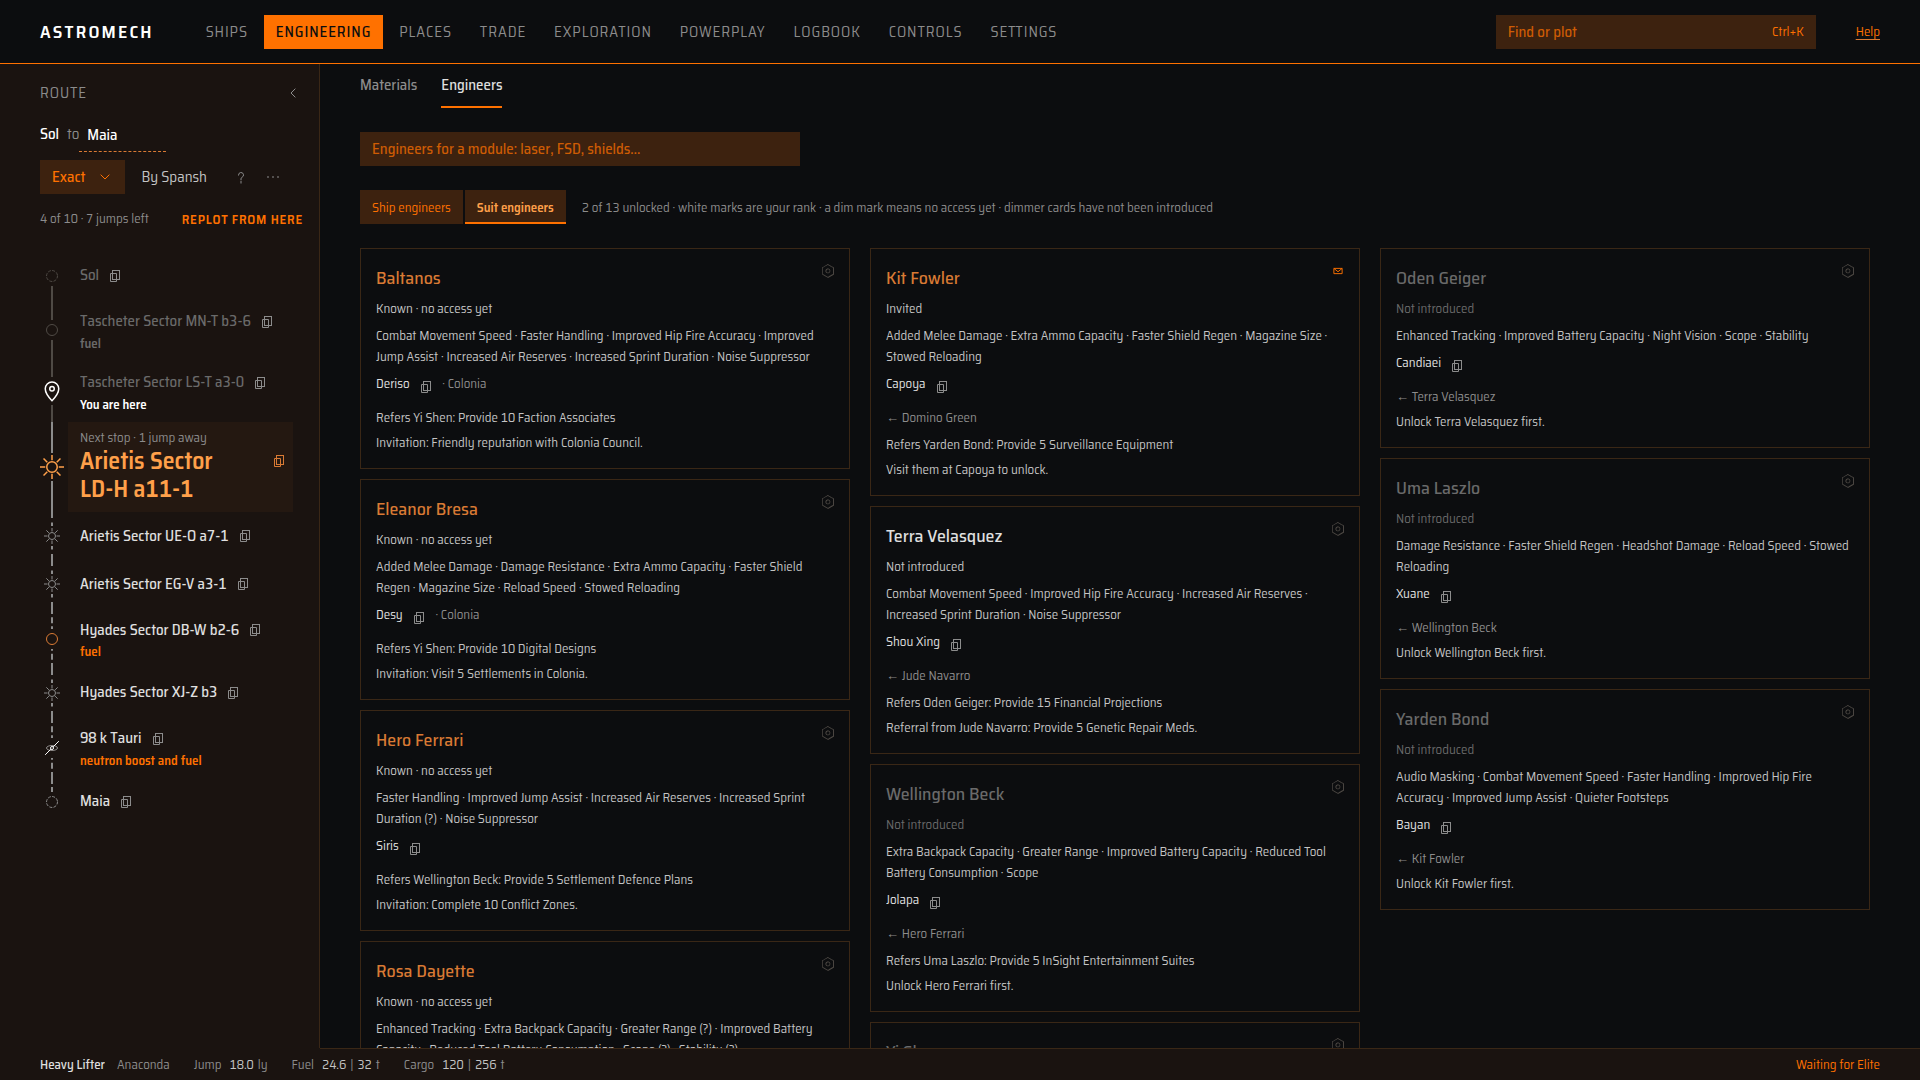 ASTROMECH
SHIPS
ENGINEERING
PLACES
TRADE
EXPLORATION
POWERPLAY
LOGBOOK
CONTROLS
SETTINGS
Find or plot
Ctrl+K
Help
ROUTE
Sol to Maia
Exact
By Spansh
?
···
4 of 10 · 7 jumps left
REPLOT FROM HERE
Sol
Tascheter Sector MN-T b3-6
fuel
Tascheter Sector LS-T a3-0
You are here
Next stop · 1 jump away
Arietis Sector
LD-H a11-1
Arietis Sector UE-O a7-1
Arietis Sector EG-V a3-1
Hyades Sector DB-W b2-6
fuel
Hyades Sector XJ-Z b3
98 k Tauri
neutron boost and fuel
Maia
Materials
Engineers
Engineers for a module: laser, FSD, shields...
Ship engineers
Suit engineers
2 of 13 unlocked · white marks are your rank · a dim mark means no access yet · dimmer cards have not been introduced
Baltanos
Known · no access yet
Combat Movement Speed · Faster Handling · Improved Hip Fire Accuracy · Improved
Jump Assist · Increased Air Reserves · Increased Sprint Duration · Noise Suppressor
Deriso · Colonia
Refers Yi Shen: Provide 10 Faction Associates
Invitation: Friendly reputation with Colonia Council.
Eleanor Bresa
Known · no access yet
Added Melee Damage · Damage Resistance · Extra Ammo Capacity · Faster Shield
Regen · Magazine Size · Reload Speed · Stowed Reloading
Desy · Colonia
Refers Yi Shen: Provide 10 Digital Designs
Invitation: Visit 5 Settlements in Colonia.
Hero Ferrari
Known · no access yet
Faster Handling · Improved Jump Assist · Increased Air Reserves · Increased Sprint
Duration (?) · Noise Suppressor
Siris
Refers Wellington Beck: Provide 5 Settlement Defence Plans
Invitation: Complete 10 Conflict Zones.
Rosa Dayette
Known · no access yet
Enhanced Tracking · Extra Backpack Capacity · Greater Range (?) · Improved Battery
Capacity · Reduced Tool Battery Consumption · Scope (?) · Stability (?)
Kit Fowler
Invited
Added Melee Damage · Extra Ammo Capacity · Faster Shield Regen · Magazine Size ·
Stowed Reloading
Capoya
← Domino Green
Refers Yarden Bond: Provide 5 Surveillance Equipment
Visit them at Capoya to unlock.
Terra Velasquez
Not introduced
Combat Movement Speed · Improved Hip Fire Accuracy · Increased Air Reserves ·
Increased Sprint Duration · Noise Suppressor
Shou Xing
← Jude Navarro
Refers Oden Geiger: Provide 15 Financial Projections
Referral from Jude Navarro: Provide 5 Genetic Repair Meds.
Wellington Beck
Not introduced
Extra Backpack Capacity · Greater Range · Improved Battery Capacity · Reduced Tool
Battery Consumption · Scope
Jolapa
← Hero Ferrari
Refers Uma Laszlo: Provide 5 InSight Entertainment Suites
Unlock Hero Ferrari first.
Oden Geiger
Not introduced
Enhanced Tracking · Improved Battery Capacity · Night Vision · Scope · Stability
Candiaei
← Terra Velasquez
Unlock Terra Velasquez first.
Uma Laszlo
Not introduced
Damage Resistance · Faster Shield Regen · Headshot Damage · Reload Speed · Stowed
Reloading
Xuane
← Wellington Beck
Unlock Wellington Beck first.
Yarden Bond
Not introduced
Audio Masking · Combat Movement Speed · Faster Handling · Improved Hip Fire
Accuracy · Improved Jump Assist · Quieter Footsteps
Bayan
← Kit Fowler
Unlock Kit Fowler first.
Heavy Lifter Anaconda Jump 18.0 ly Fuel 24.6 | 32 t Cargo 120 | 256 t
Waiting for Elite